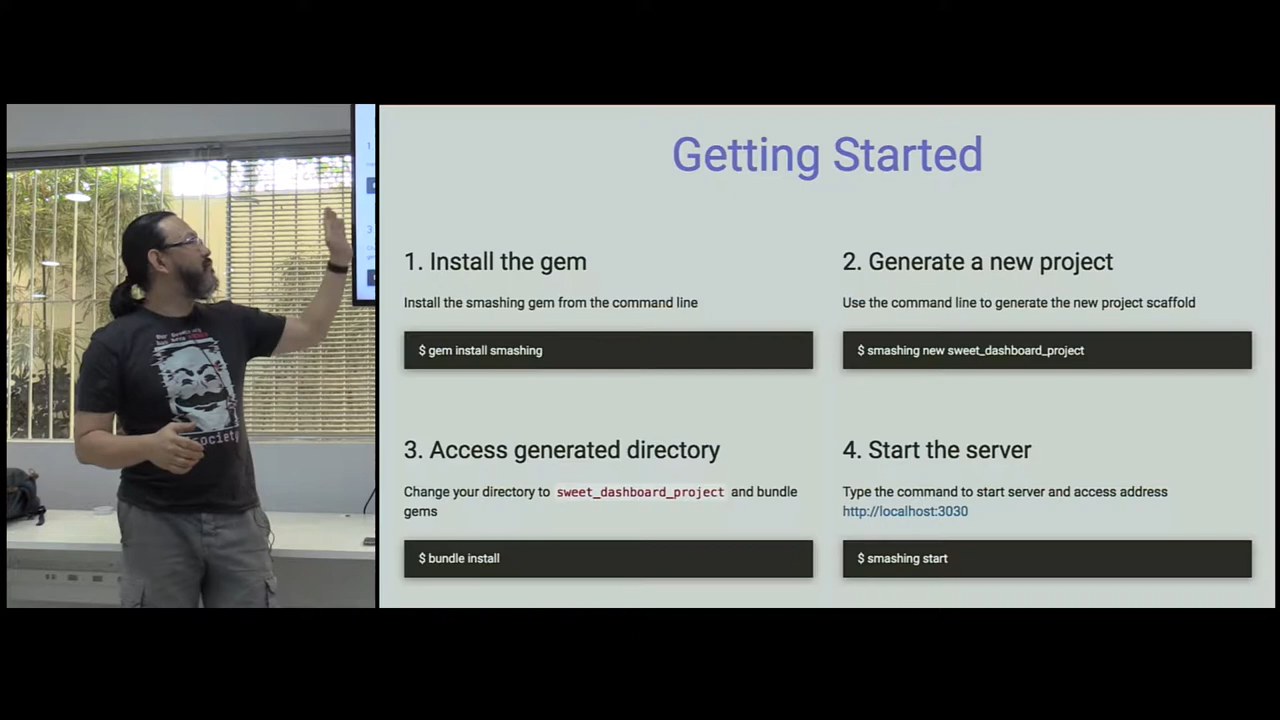 Getting Started
1. Install the gem
Install the smashing gem from the command line
$ gem install smashing
2. Generate a new project
Use the command line to generate the new project scaffold
$ smashing new sweet_dashboard_project
3. Access generated directory
Change your directory to sweet_dashboard_project and bundle
gems
$ bundle install
4. Start the server
Type the command to start server and access address
http://localhost:3030
$ smashing start
society